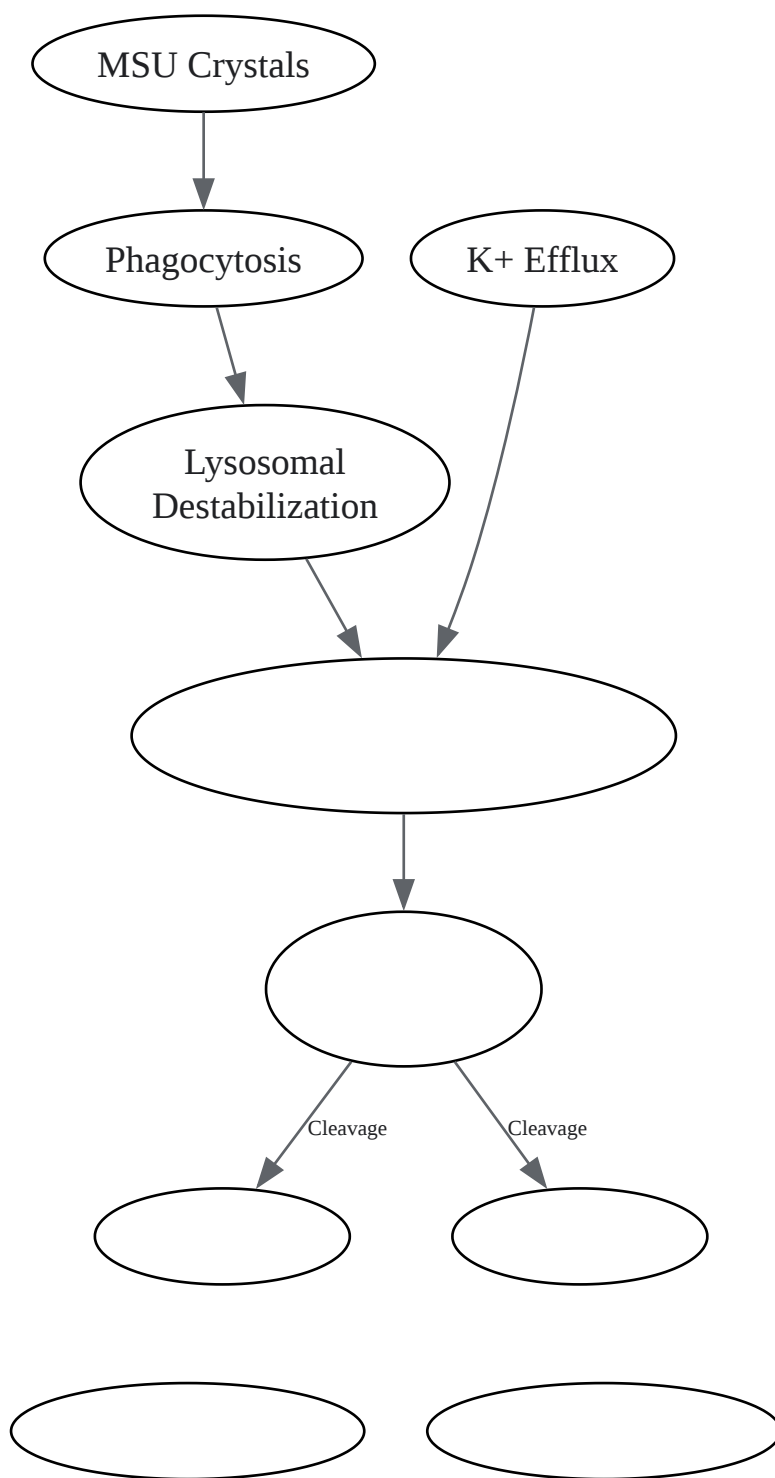 MSU Crystals
Phagocytosis
K+ Efflux
Lysosomal
Destabilization
Cleavage
Cleavage